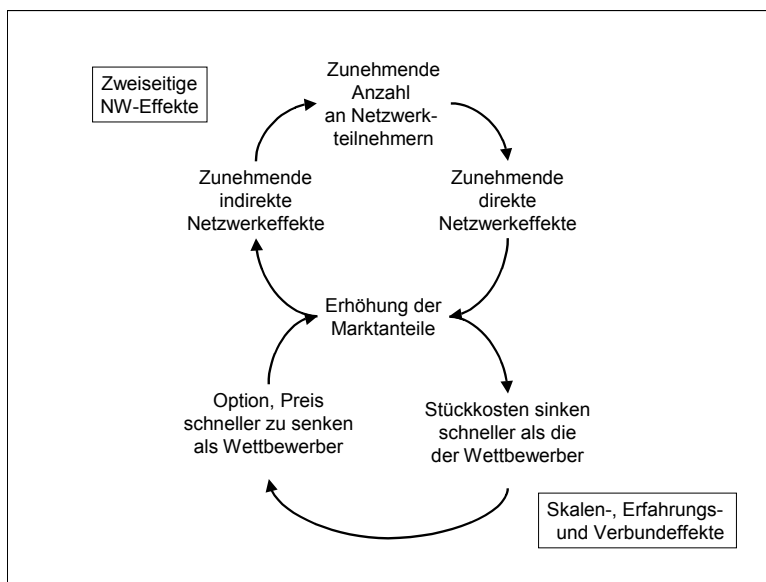 Zweiseitige
NW-Effekte
Zunehmende
Anzahl
an Netzwerk-
teilnehmern
Zunehmende
indirekte
Netzwerkeffekte
Zunehmende
direkte
Netzwerkeffekte
Erhöhung der
Marktanteile
Option, Preis
schneller zu senken
als Wettbewerber
Stückkosten sinken
schneller als die
der Wettbewerber
Skalen-, Erfahrungs-
und Verbundeffekte